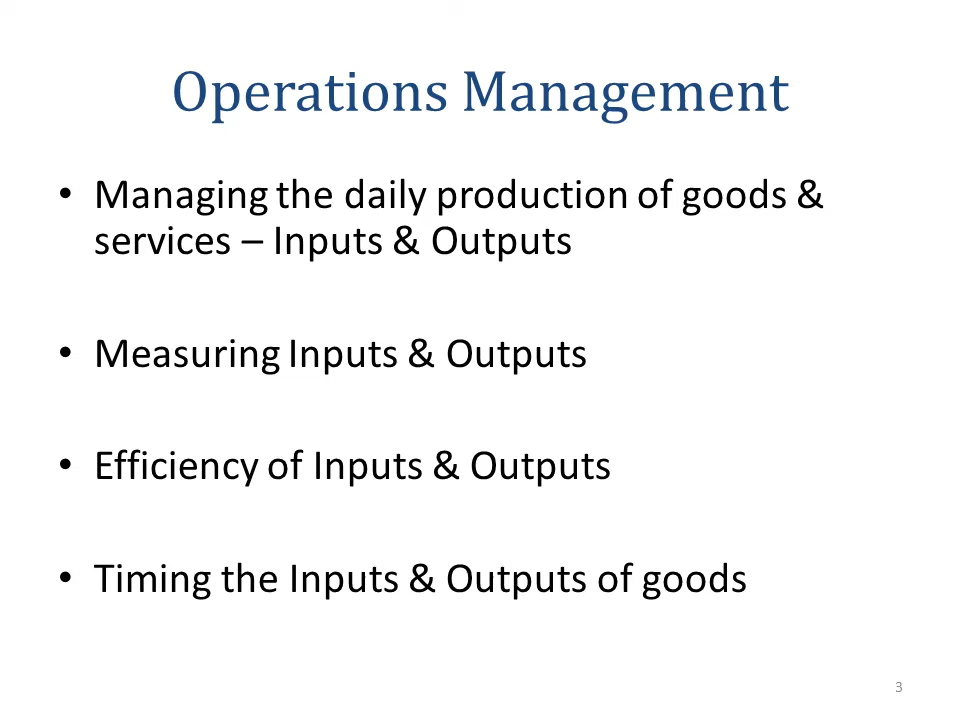 Operations Management
• Managing the daily production of goods &
services – Inputs & Outputs
• Measuring Inputs & Outputs
• Efficiency of Inputs & Outputs
• Timing the Inputs & Outputs of goods
3